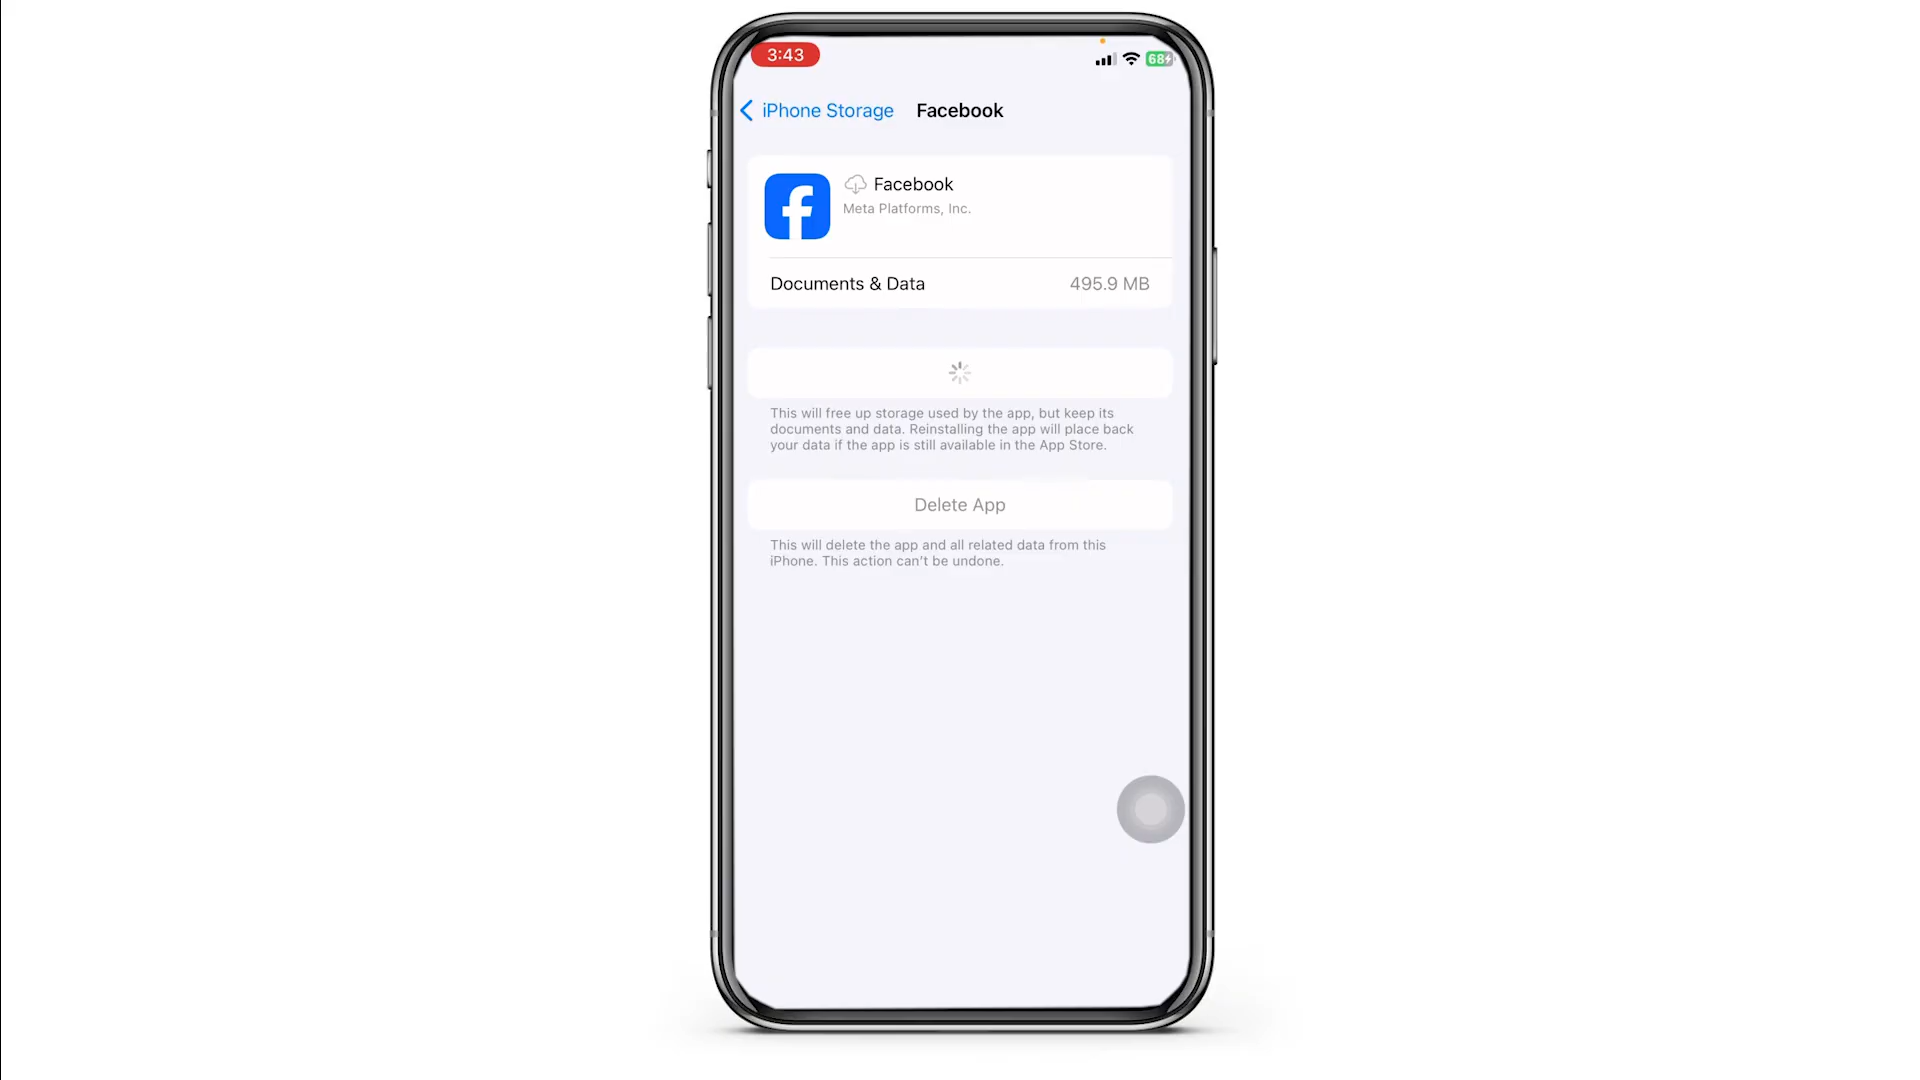 3:43
68
iPhone Storage Facebook
Facebook
Meta Platforms, Inc.
Documents & Data 495.9 MB
This will free up storage used by the app, but keep its
documents and data. Reinstalling the app will place back
your data if the app is still available in the App Store.
Delete App
This will delete the app and all related data from this
iPhone. This action can't be undone.